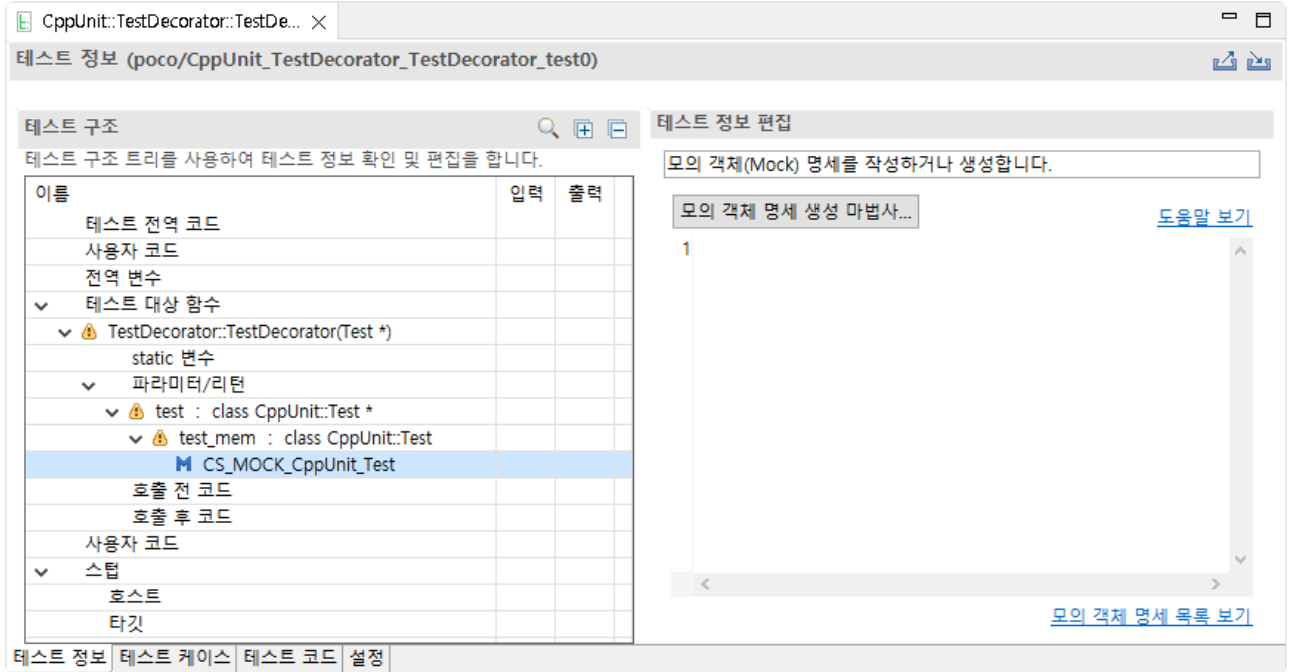 CppUnit::TestDecorator::TestDe...
테스트 정보 (poco/CppUnit_TestDecorator_TestDecorator_test0)
테스트 구조
테스트 구조 트리를 사용하여 테스트 정보 확인 및 편집을 합니다.
이름 입력 출력
테스트 전역 코드
사용자 코드
전역 변수
테스트 대상 함수
TestDecorator::TestDecorator(Test *)
static 변수
파라미터/리턴
test : class CppUnit::Test *
test_mem : class CppUnit::Test
M CS_MOCK_CppUnit_Test
호출 전 코드
호출 후 코드
사용자 코드
스텁
호스트
타깃
테스트 정보 편집
모의 객체(Mock) 명세를 작성하거나 생성합니다.
모의 객체 명세 생성 마법사...
도움말 보기
1
모의 객체 명세 목록 보기
테스트 정보 테스트 케이스 테스트 코드 설정